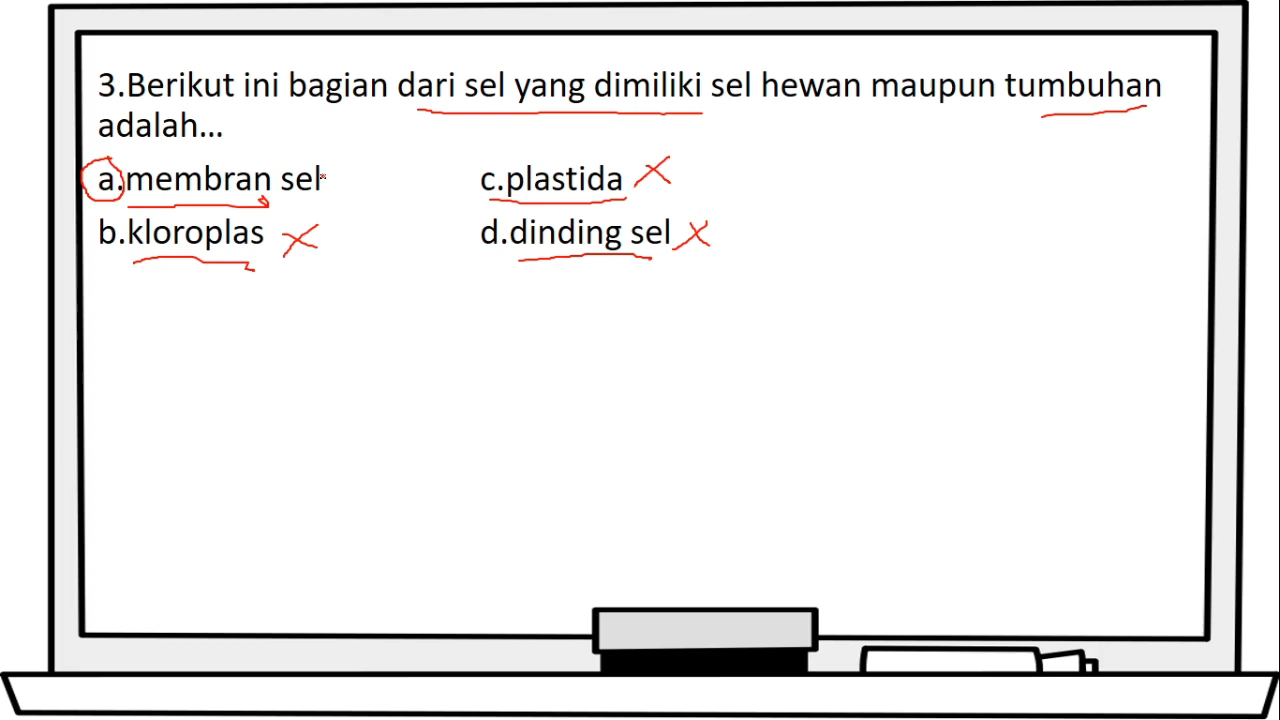 3.Berikut ini bagian dari sel yang dimiliki sel hewan maupun tumbuhan
adalah...
a.membran sel
c.plastida
b.kloroplas
d.dinding sel